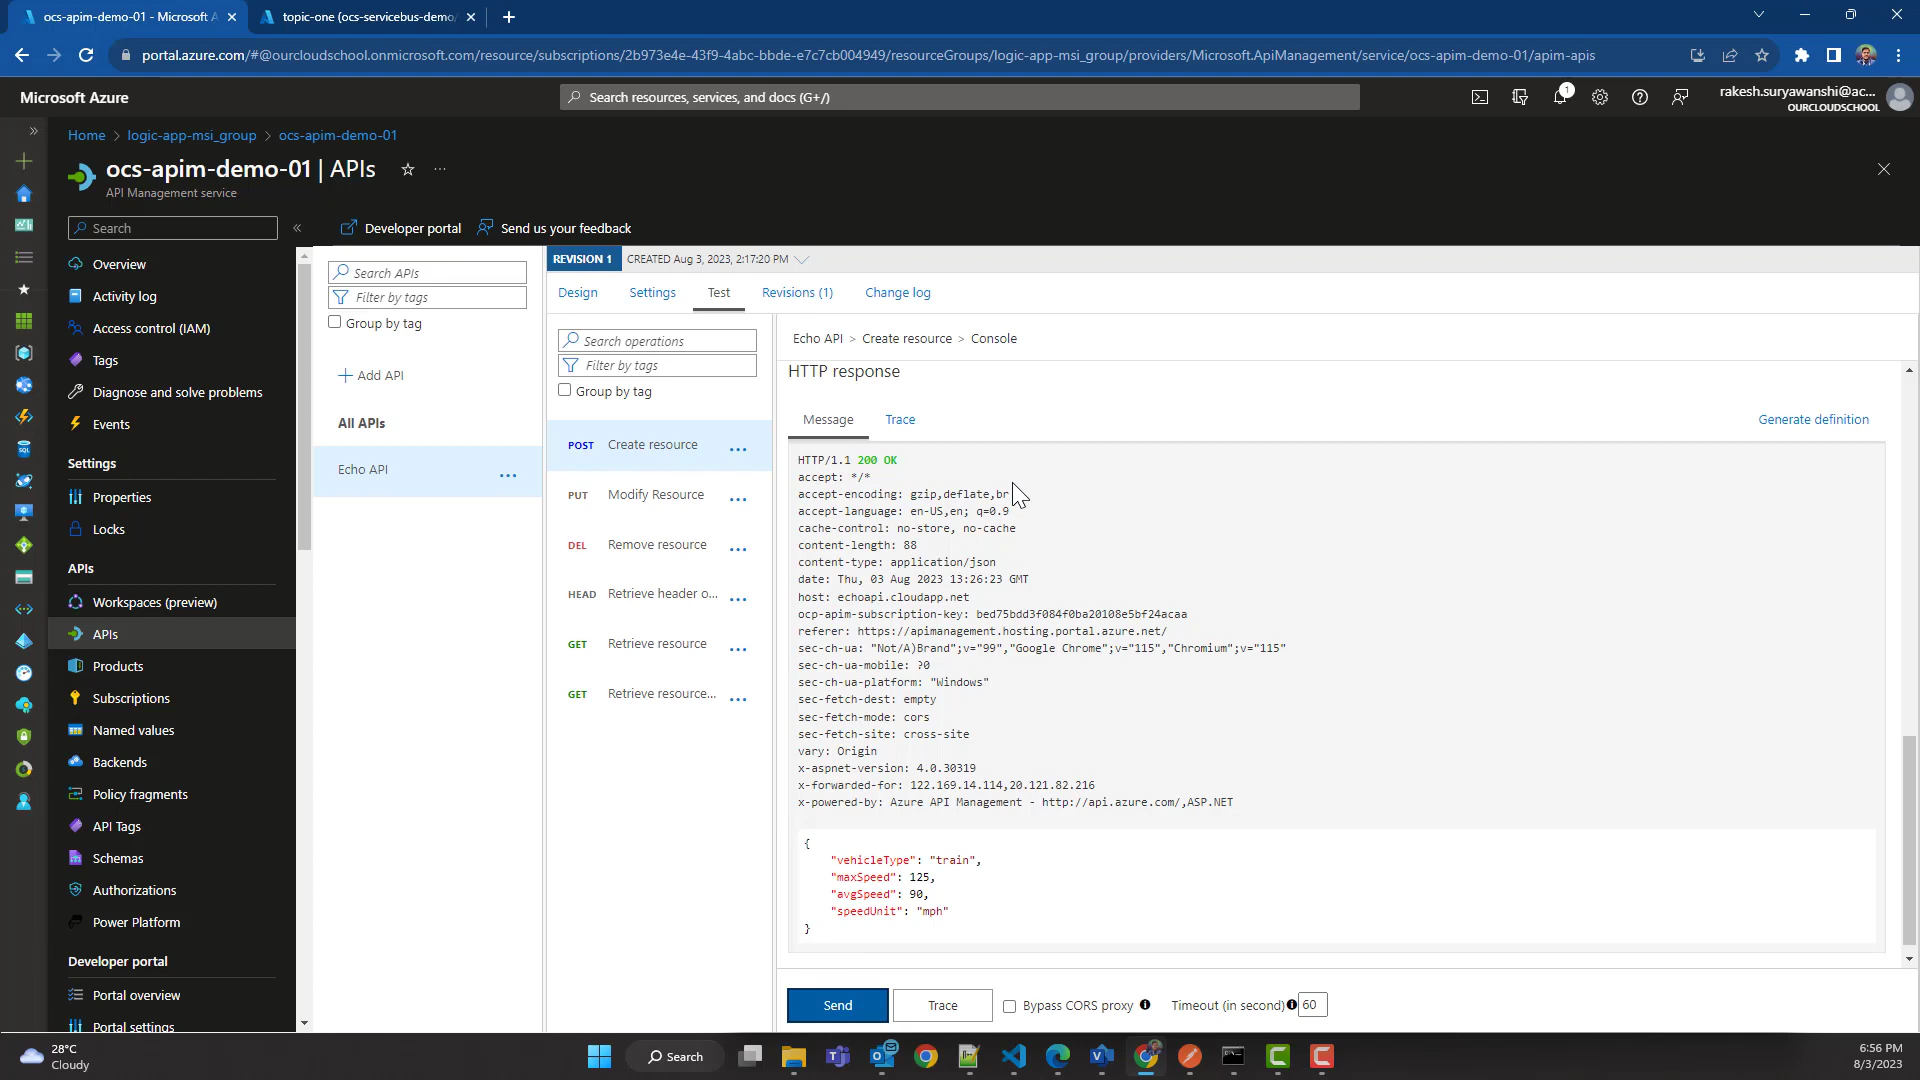 ocs-apim-demo-01 - Microsoft A
topic-one (ocs-servicebus-demo/
portal.azure.com/#@ourcloudschool.onmicrosoft.com/resource/subscriptions/2b973e4e-43f9-4abc-bbde-e7c7cb004949/resourceGroups/logic-app-msi_group/providers/Microsoft.ApiManagement/service/ocs-apim-demo-01/apim-apis
Microsoft Azure
Search resources, services, and docs (G+/)
1
rakesh.suryawanshi@ac...
OURCLOUDSCHOOL
Home > logic-app-msi_group > ocs-apim-demo-01
ocs-apim-demo-01 | APIs
API Management service
Search
Developer portal
Send us your feedback
Overview
Activity log
Access control (IAM)
Tags
Diagnose and solve problems
Events
Settings
Properties
Locks
APIs
Workspaces (preview)
APIs
Products
Subscriptions
Named values
Backends
Policy fragments
API Tags
Schemas
Authorizations
Power Platform
Developer portal
Portal overview
Portal settings
Search APIs
Filter by tags
Group by tag
+ Add API
All APIs
Echo API
...
REVISION 1
CREATED Aug 3, 2023, 2:17:20 PM
Design
Settings
Test
Revisions (1)
Change log
Search operations
Filter by tags
Group by tag
POST Create resource ...
PUT Modify Resource ...
DEL Remove resource ...
HEAD Retrieve header o... ...
GET Retrieve resource ...
GET Retrieve resource... ...
Echo API > Create resource > Console
HTTP response
Message
Trace
Generate definition
HTTP/1.1 200 OK
accept: */*
accept-encoding: gzip,deflate,br
accept-language: en-US,en; q=0.9
cache-control: no-store, no-cache
content-length: 88
content-type: application/json
date: Thu, 03 Aug 2023 13:26:23 GMT
host: echoapi.cloudapp.net
ocp-apim-subscription-key: bed75bdd3f084f0ba20108e5bf24acaa
referer: https://apimanagement.hosting.portal.azure.net/
sec-ch-ua: "Not/A)Brand";v="99","Google Chrome";v="115","Chromium";v="115"
sec-ch-ua-mobile: ?0
sec-ch-ua-platform: "Windows"
sec-fetch-dest: empty
sec-fetch-mode: cors
sec-fetch-site: cross-site
vary: Origin
x-aspnet-version: 4.0.30319
x-forwarded-for: 122.169.14.114,20.121.82.216
x-powered-by: Azure API Management - http://api.azure.com/,ASP.NET
{
"vehicleType": "train",
"maxSpeed": 125,
"avgSpeed": 90,
"speedUnit": "mph"
}
Send
Trace
Bypass CORS proxy
Timeout (in second)
60
28°C
Cloudy
Search
6:56 PM
8/3/2023